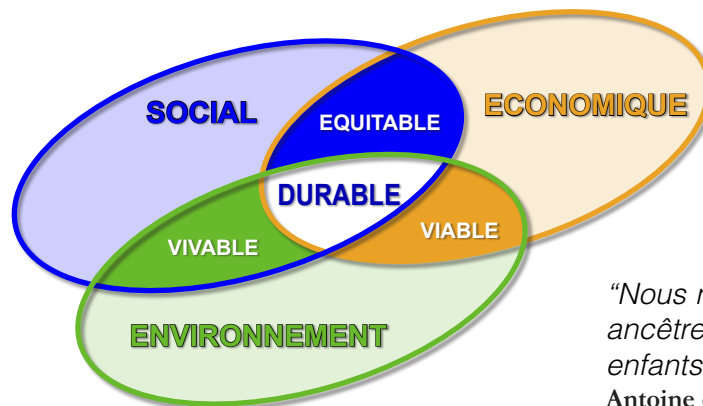 SOCIAL
EQUITABLE
ECONOMIQUE
DURABLE
VIVABLE
VIABLE
ENVIRONNEMENT
“Nous
ancêtre
enfants
Antoine